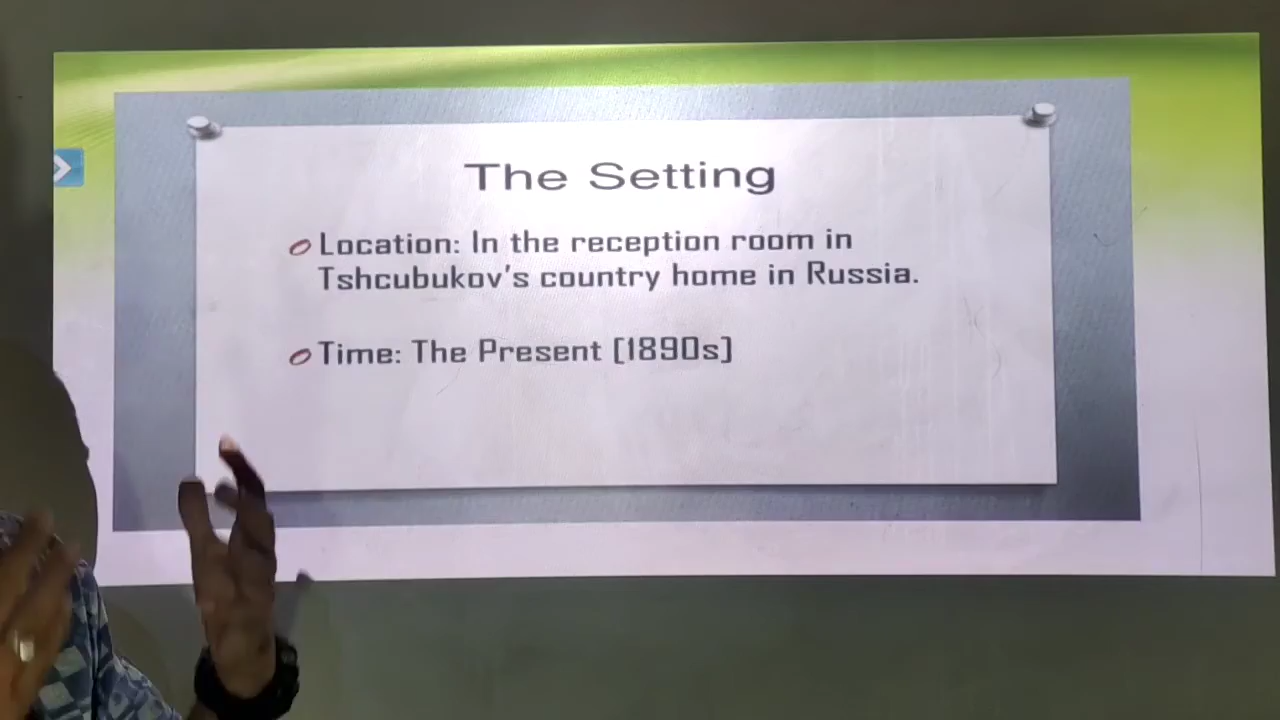 The Setting
Location: In the reception room in
Tshcubukov's country home in Russia.
Time: The Present [1890s]